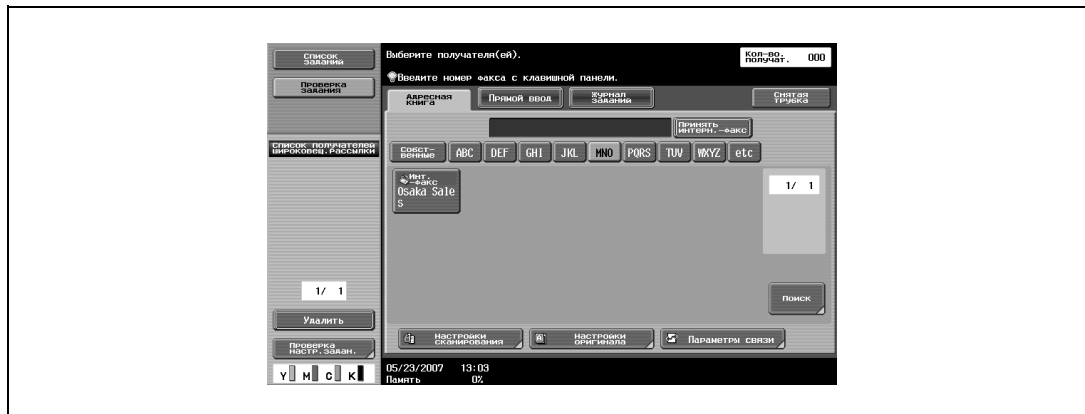 Список
заданий
Проверка
задания
Список получателей
широковещ.рассылки
1/ 1
Удалить
Проверка
настр.задан.
Y M C K
Выберите получателя(ей).
Кол-во.
получат. 000
Введите номер факса с клавишной панели.
Адресная
книга
Прямой ввод
Журнал
заданий
Снятая
трубка
Принять
интерн.-факс
Собст-
венные
ABC DEF GHI JKL MNO PQRS TUV WXYZ etc
Инт.
-факс
Osaka Sale
s
1/ 1
Поиск
Настройки
сканирования
Настройки
оригинала
Параметры связи
05/23/2007 13:03
Память 0%